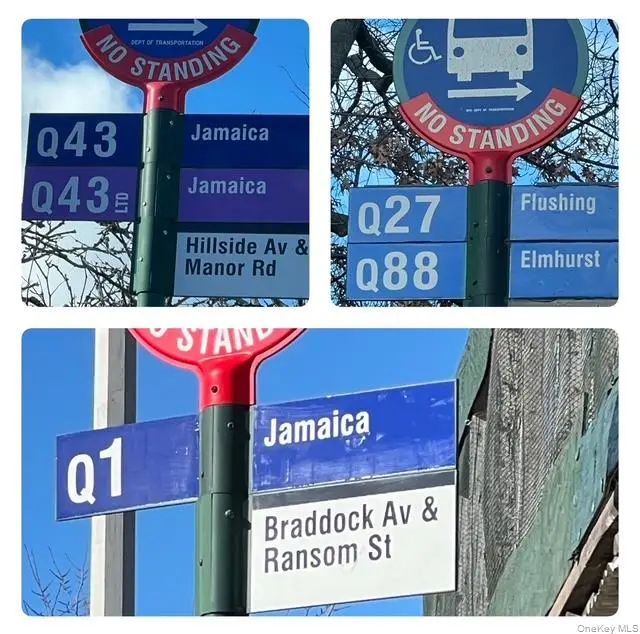 DEPT OF TRANSPORTATION
NO STANDING
Q43
Jamaica
Q43 LTD
Jamaica
Hillside Av &
Manor Rd
NO STANDING
Q27
Flushing
Q88
Elmhurst
STAND
Q1
Jamaica
Braddock Av &
Ransom St
OneKey MLS